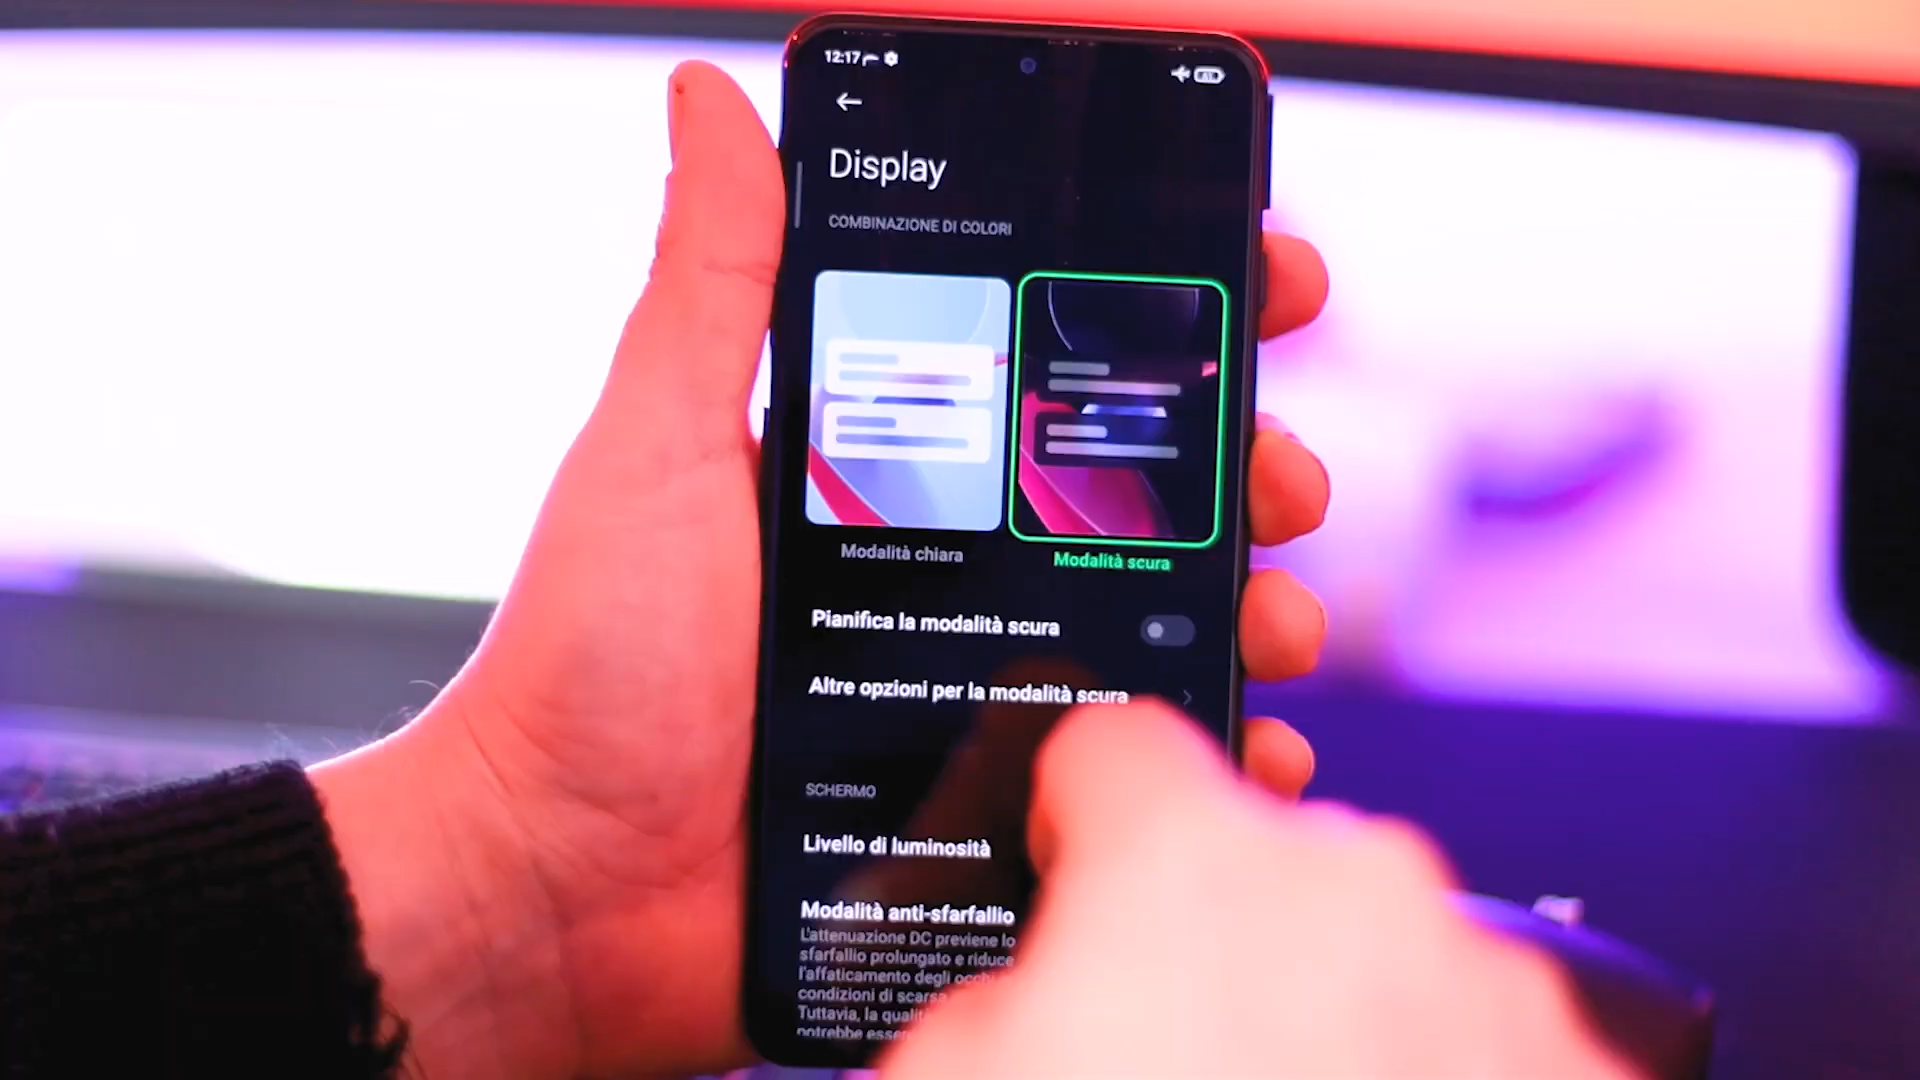 12:17
Display
COMBINAZIONE DI COLORI
Modalità chiara
Modalità scura
Pianifica la modalità scura
Altre opzioni per la modalità scura
SCHERMO
Livello di luminosità
Modalità anti-sfarfallio
L'attenuazione DC previene lo
sfarfallio prolungato e riduce
l'affaticamento degli occhi
condizioni di scarsa
Tuttavia, la qualità
potrebbe